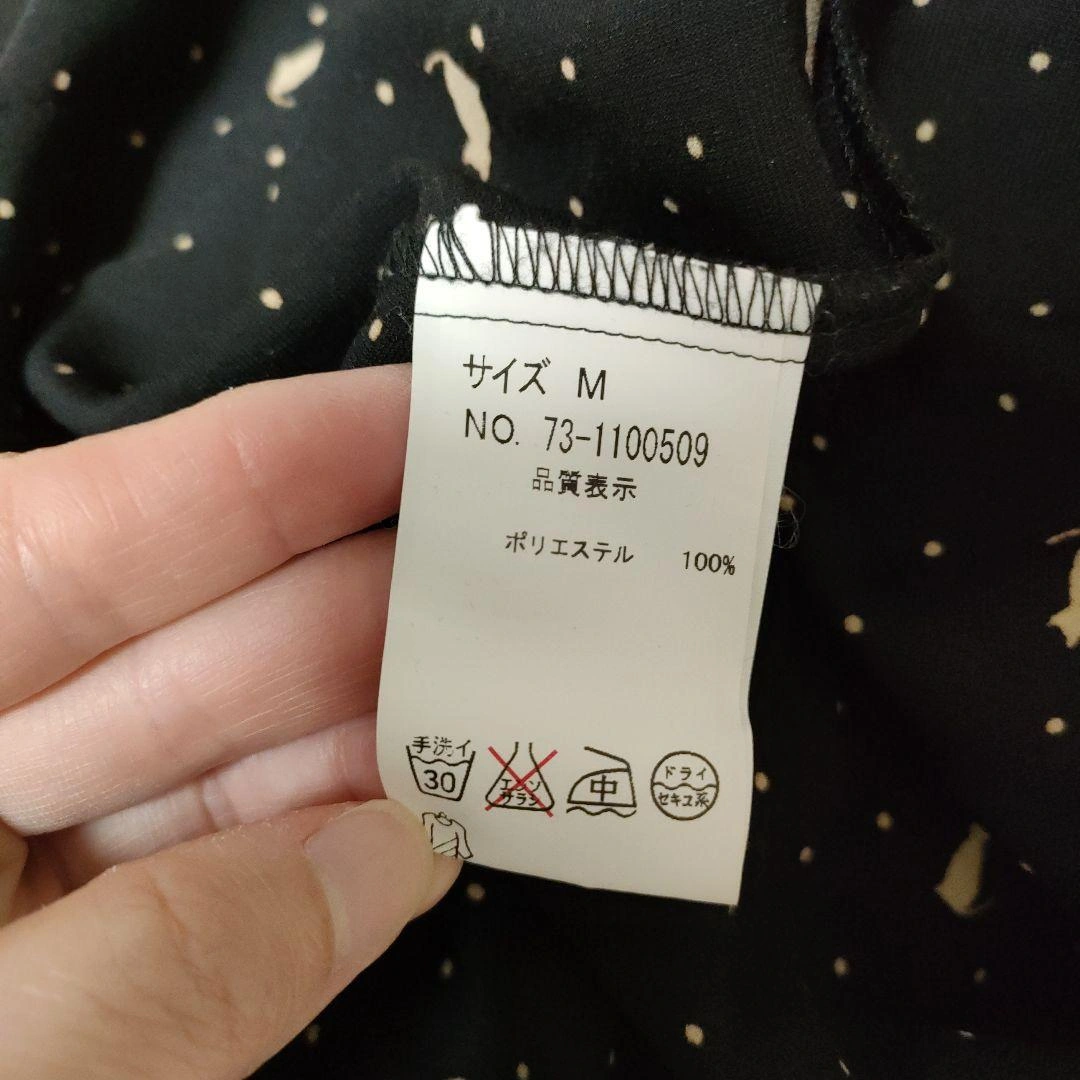 サイズ M
NO. 73-1100509
品質表示
ポリエステル 100%
手洗イ
30
エンソ
サラシ
中
ドライ
セキユ系